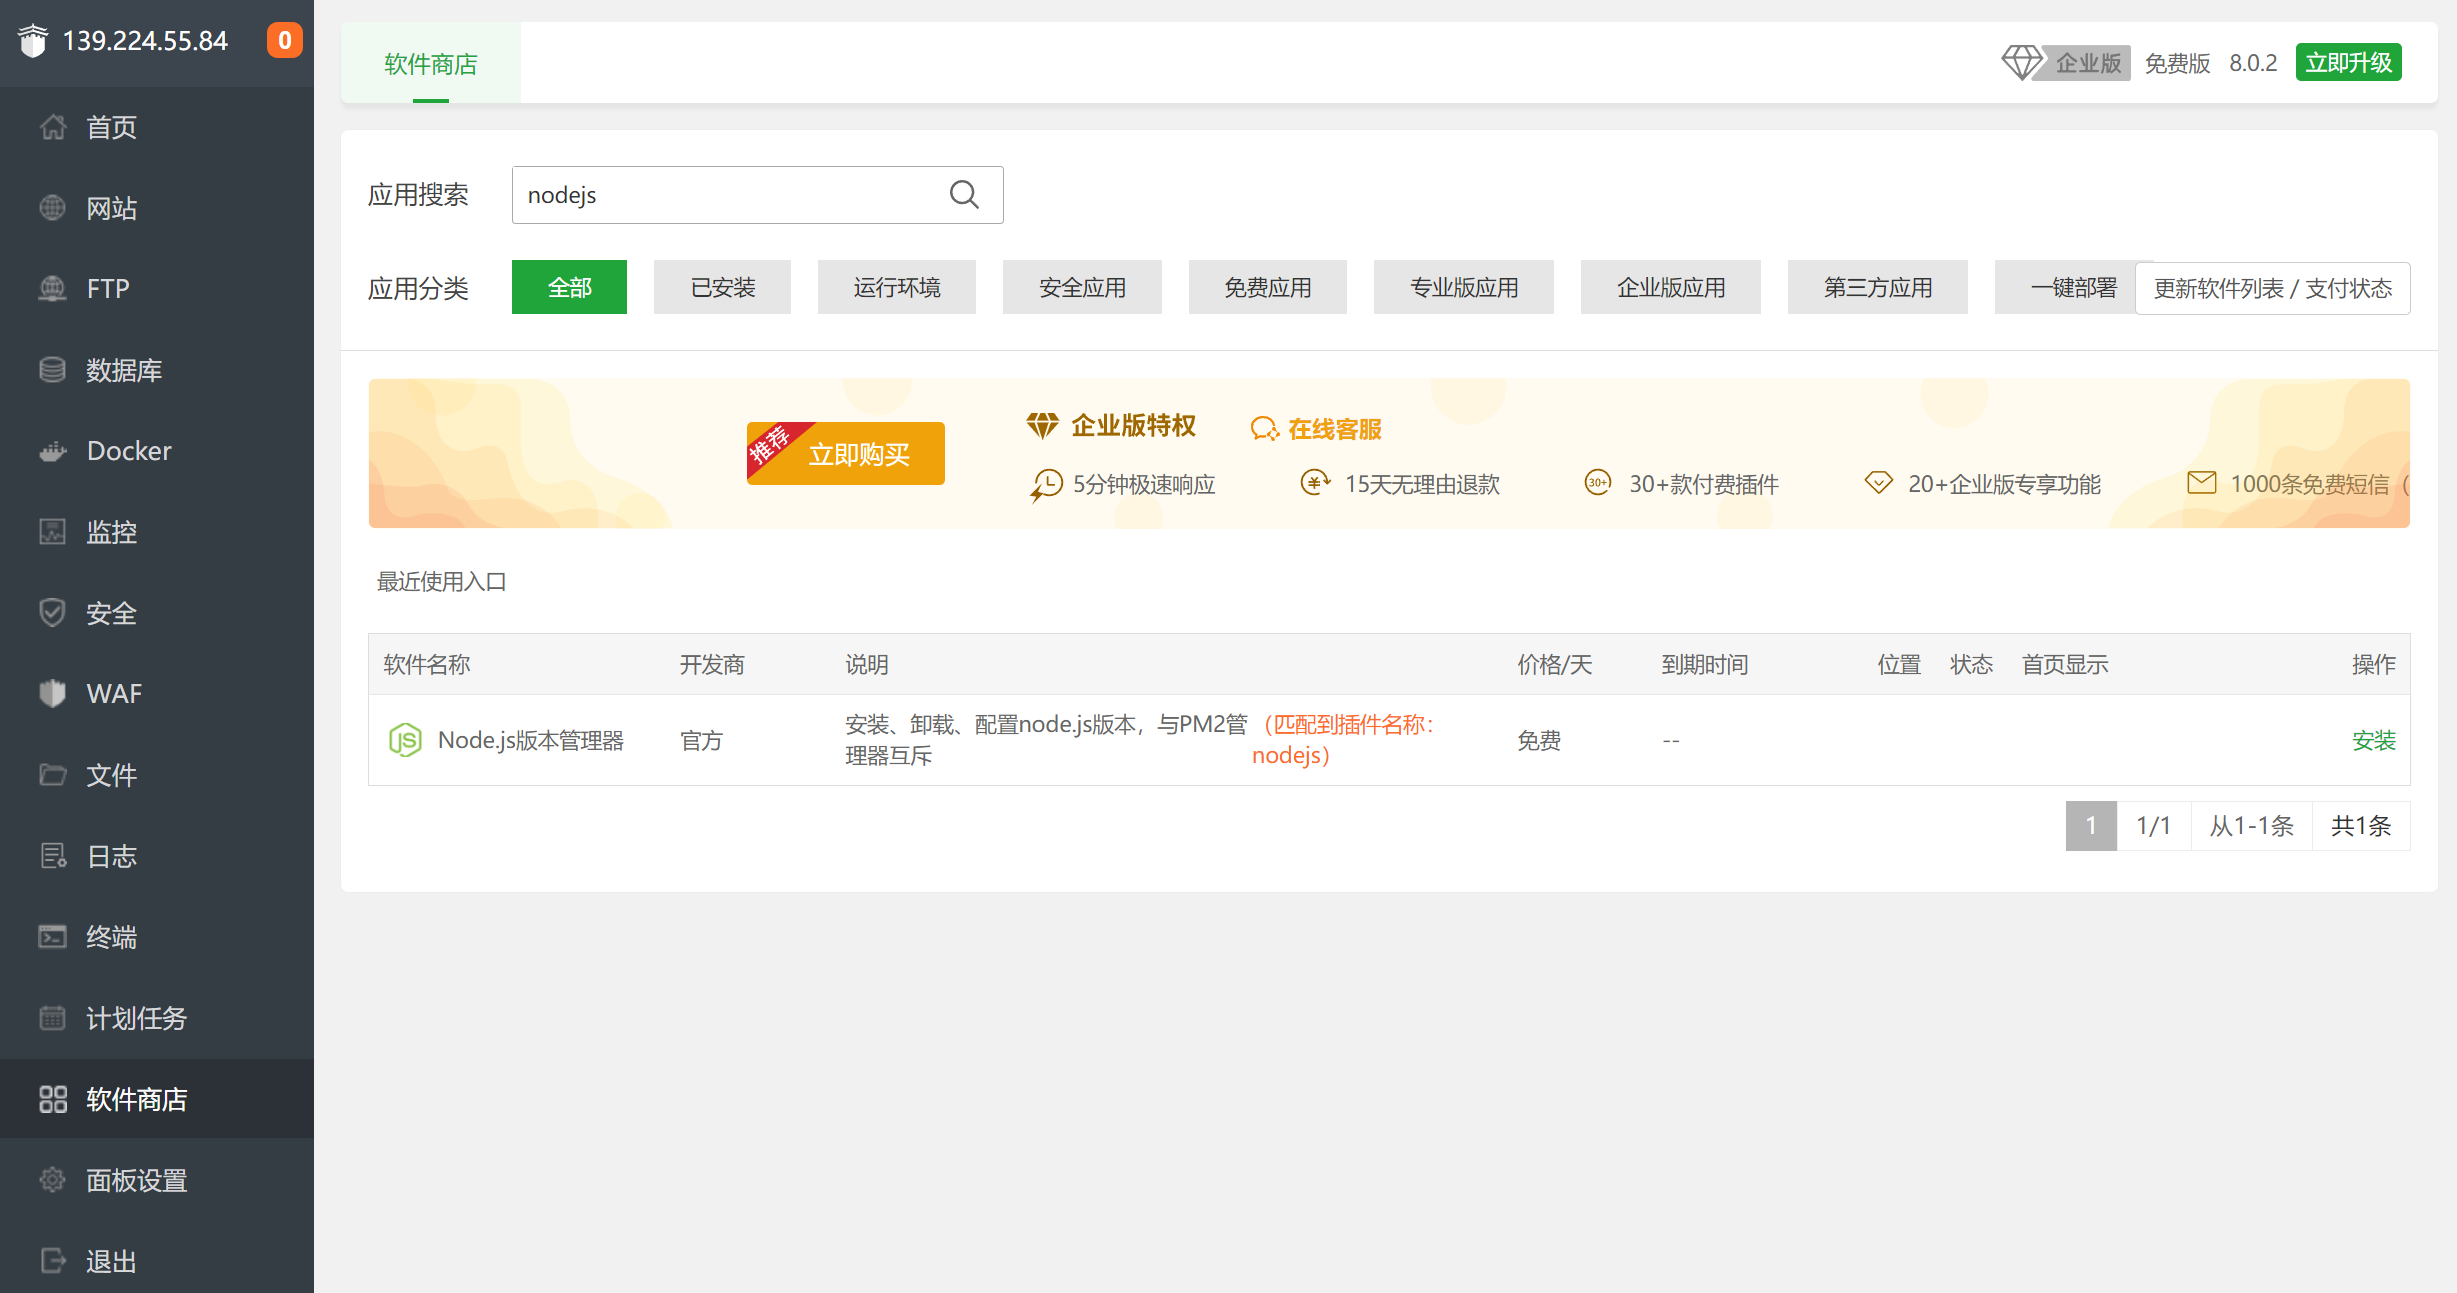 139.224.55.84
0
首页
网站
FTP
数据库
Docker
监控
安全
WAF
文件
日志
终端
计划任务
软件商店
面板设置
退出
软件商店
企业版
免费版
8.0.2
立即升级
应用搜索
nodejs
应用分类
全部
已安装
运行环境
安全应用
免费应用
专业版应用
企业版应用
第三方应用
一键部署
更新软件列表 / 支付状态
推荐
立即购买
企业版特权
在线客服
5分钟极速响应
15天无理由退款
30+
30+款付费插件
20+企业版专享功能
1000条免费短信（
最近使用入口
软件名称 开发商 说明 价格/天 到期时间 位置 状态 首页显示 操作
JS
Node.js版本管理器
官方
安装、卸载、配置node.js版本，与PM2管
理器互斥
（匹配到插件名称：
nodejs）
免费
--
安装
1
1/1
从1-1条
共1条